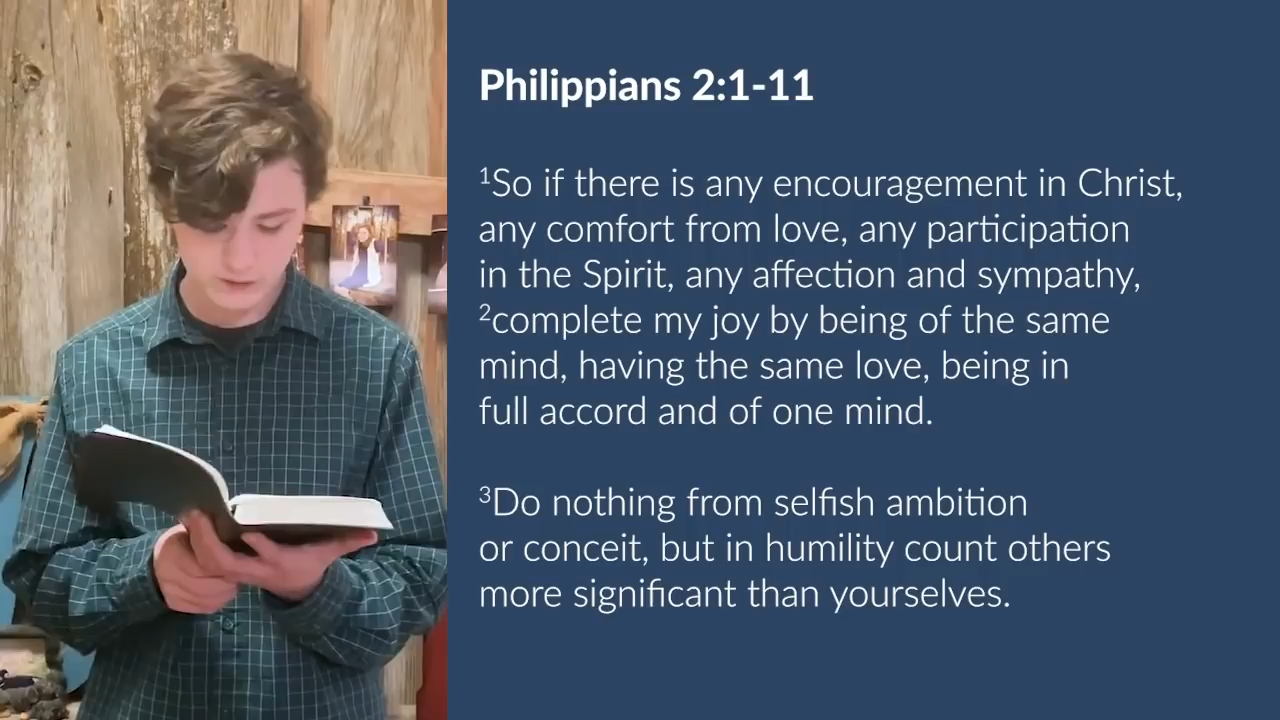 Philippians 2:1-11
¹So if there is any encouragement in Christ,
any comfort from love, any participation
in the Spirit, any affection and sympathy,
²complete my joy by being of the same
mind, having the same love, being in
full accord and of one mind.
³Do nothing from selfish ambition
or conceit, but in humility count others
more significant than yourselves.